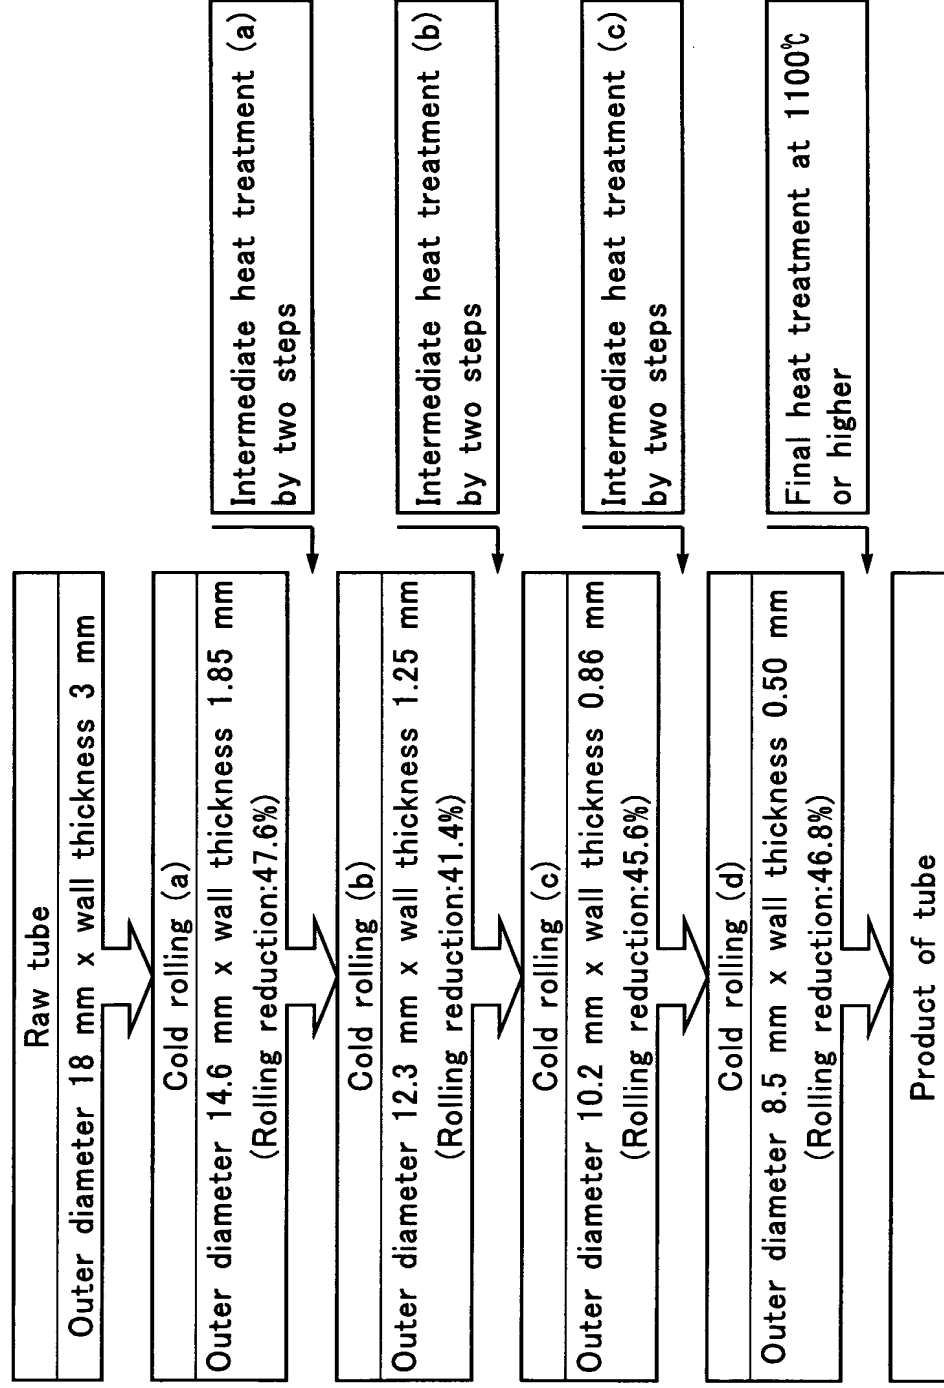 Raw tube
Outer diameter 18 mm x wall thickness 3 mm
Cold rolling (a)
Outer diameter 14.6 mm x wall thickness 1.85 mm
(Rolling reduction:47.6%)
Intermediate heat treatment (a)
by two steps
Cold rolling (b)
Outer diameter 12.3 mm x wall thickness 1.25 mm
(Rolling reduction:41.4%)
Intermediate heat treatment (b)
by two steps
Cold rolling (c)
Outer diameter 10.2 mm x wall thickness 0.86 mm
(Rolling reduction:45.6%)
Intermediate heat treatment (c)
by two steps
Cold rolling (d)
Outer diameter 8.5 mm x wall thickness 0.50 mm
(Rolling reduction:46.8%)
Final heat treatment at 1100℃
or higher
Product of tube